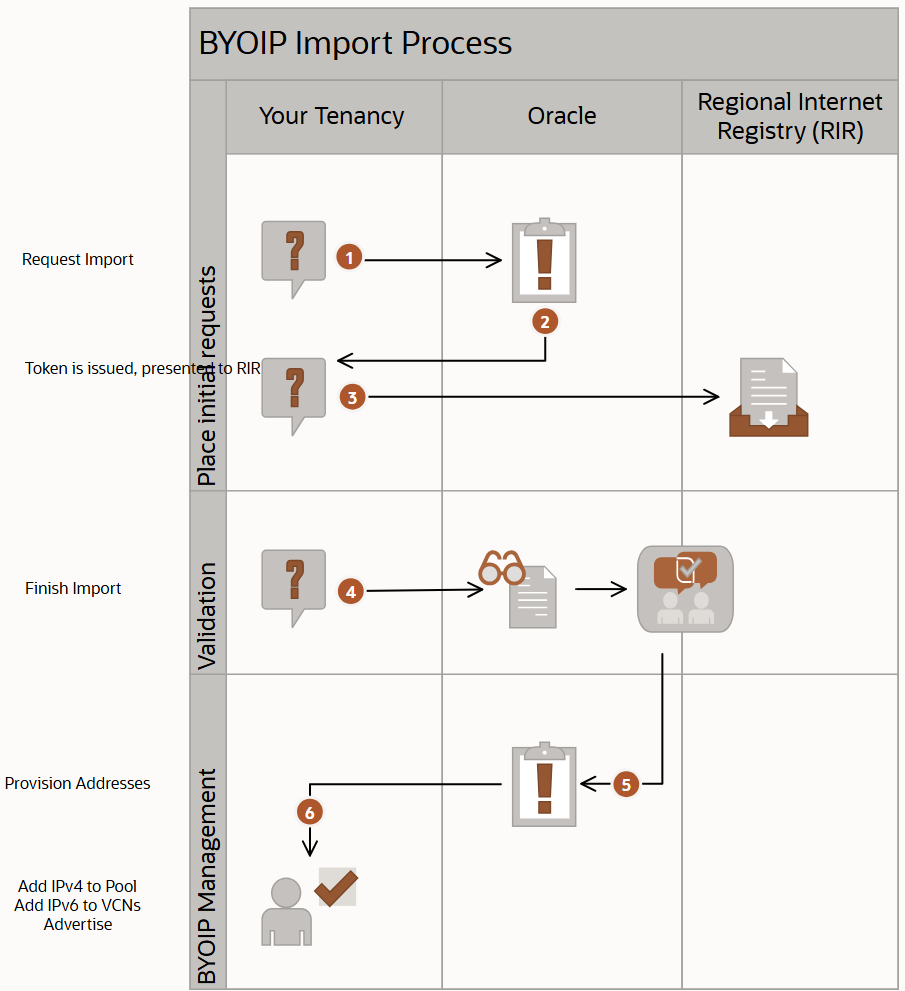 BYOIP Import Process
Your Tenancy
Oracle
Regional Internet
Registry (RIR)
Place initial requests
Request Import
1
2
Token is issued, presented to RIR
3
Validation
Finish Import
4
BYOIP Management
Provision Addresses
5
6
Add IPv4 to Pool
Add IPv6 to VCNs
Advertise